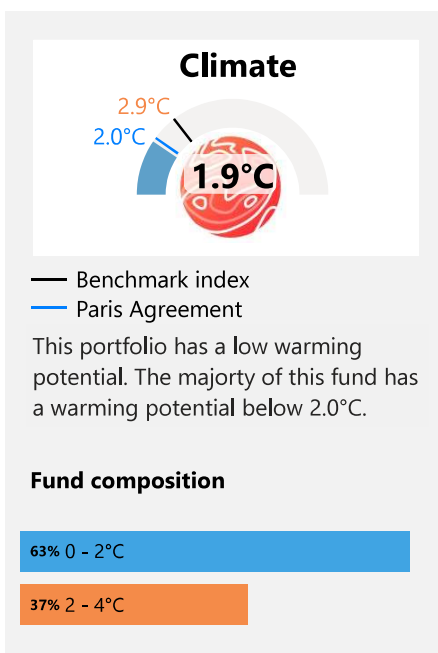 Climate
2.9°C
2.0°C
1.9°C
Benchmark index
Paris Agreement
This portfolio has a low warming
potential. The majorty of this fund has
a warming potential below 2.0°C.
Fund composition
63% 0 - 2°C
37% 2 - 4°C